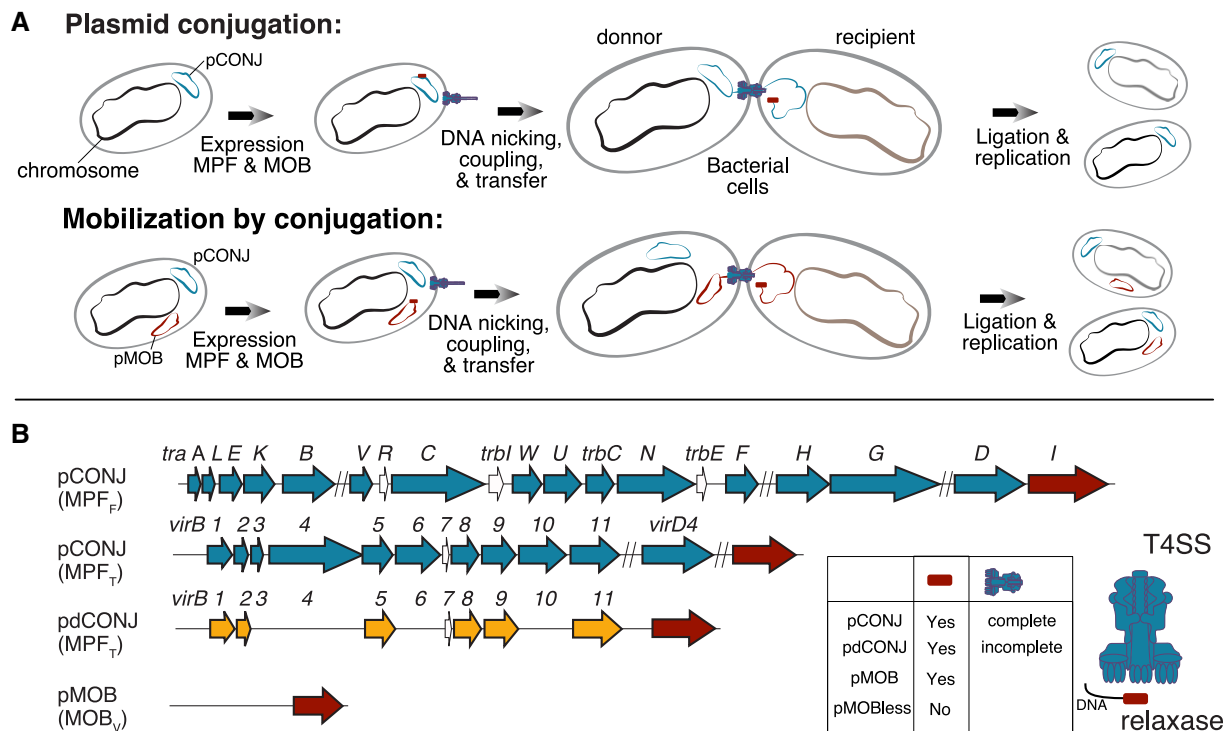 A Plasmid conjugation:
pCONJ
chromosome
Expression
MPF & MOB
DNA nicking,
coupling,
& transfer
donnor
recipient
Bacterial
cells
Ligation &
replication
Mobilization by conjugation:
pCONJ
pMOB
Expression
MPF & MOB
DNA nicking,
coupling,
& transfer
Ligation &
replication
B
tra A L E K B V R C trbI W U trbC N trbE F H G D I
pCONJ
(MPF_F)
virB 1 2 3 4 5 6 7 8 9 10 11 virD4
pCONJ
(MPF_T)
virB 1 2 3 4 5 6 7 8 9 10 11
pdCONJ
(MPF_T)
pMOB
(MOB_V)
pCONJ Yes complete
pdCONJ Yes incomplete
pMOB Yes
pMOBless No
T4SS
DNA
relaxase